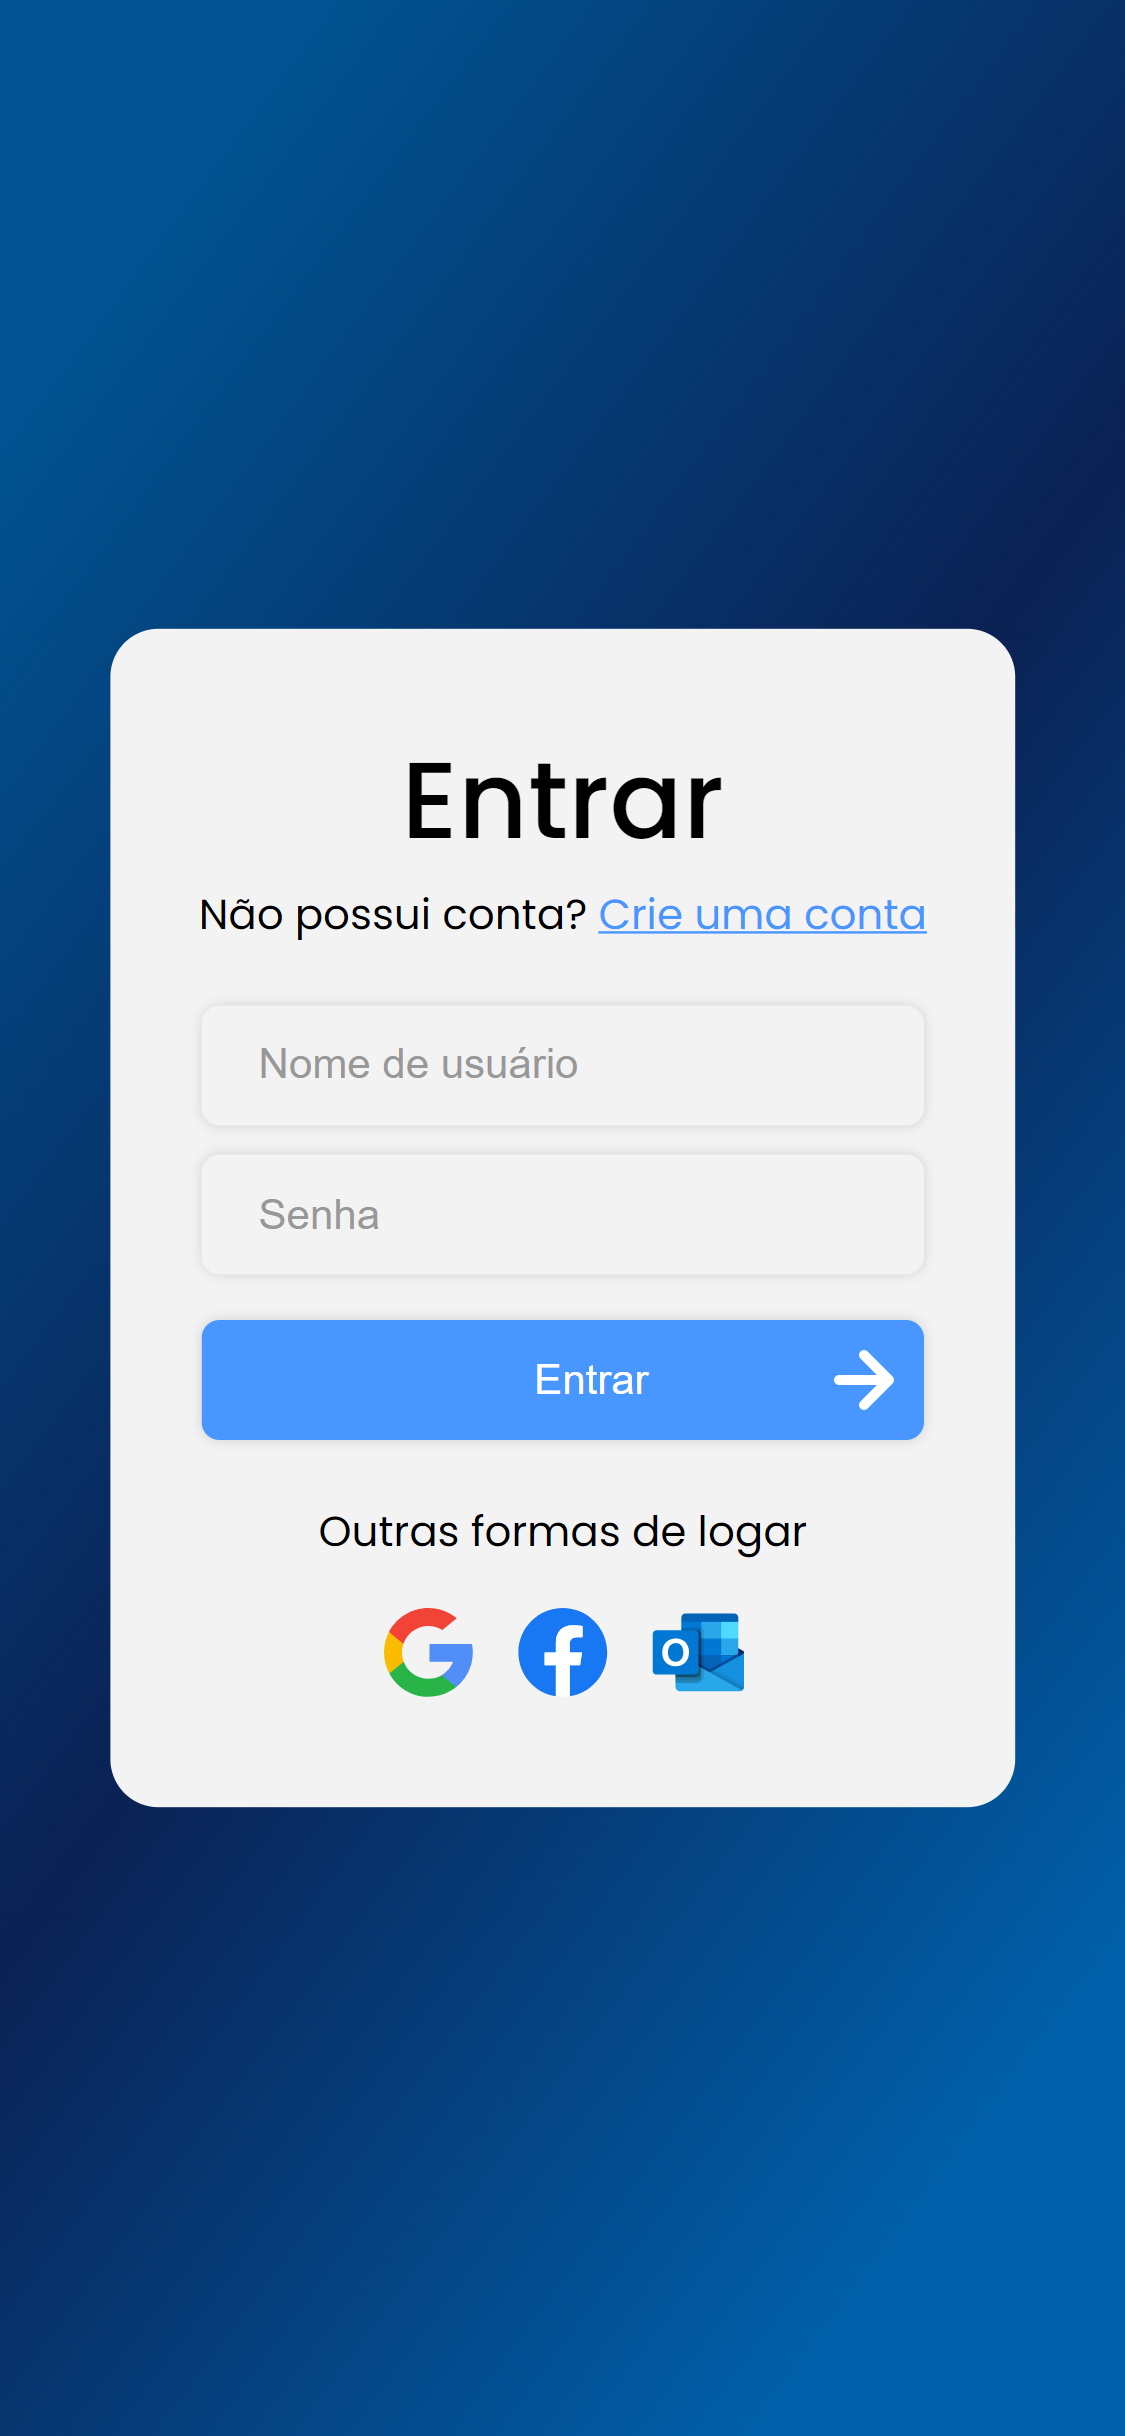 Entrar
Não possui conta? Crie uma conta
Nome de usuário
Senha
Entrar
Outras formas de logar